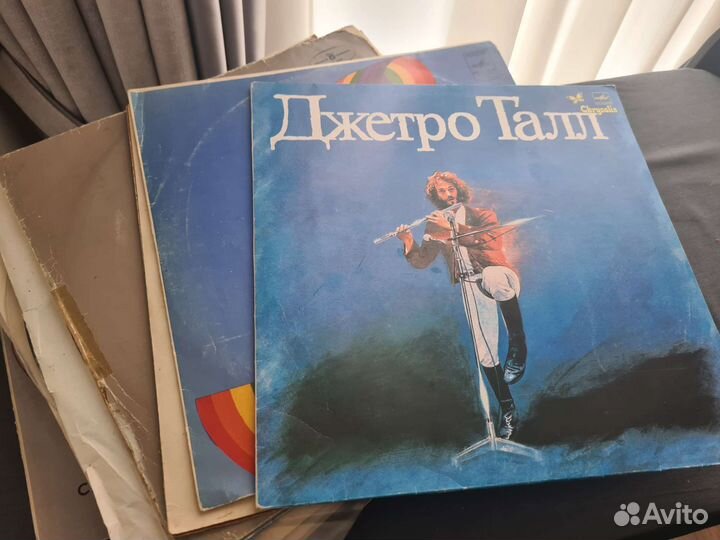 Джетро Талл
Chrysalis
С
Avito